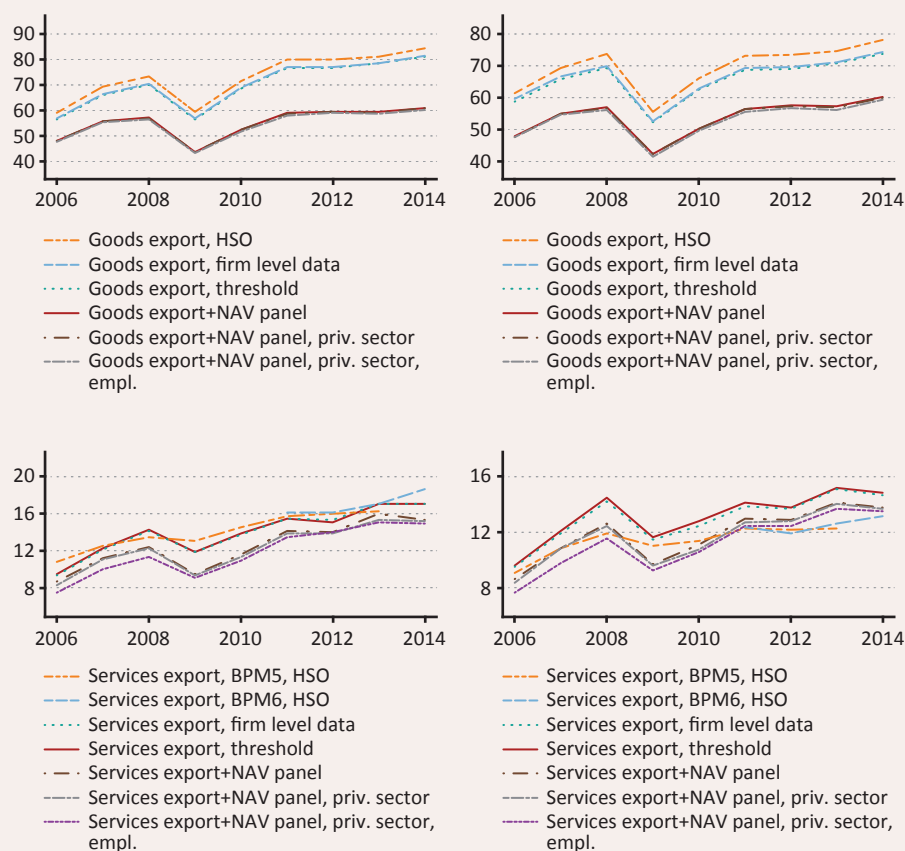 90
80
70
60
50
40
2006 2008 2010 2012 2014
Goods export, HSO
Goods export, firm level data
Goods export, threshold
Goods export+NAV panel
Goods export+NAV panel, priv. sector
Goods export+NAV panel, priv. sector,
empl.
80
70
60
50
40
2006 2008 2010 2012 2014
Goods export, HSO
Goods export, firm level data
Goods export, threshold
Goods export+NAV panel
Goods export+NAV panel, priv. sector
Goods export+NAV panel, priv. sector,
empl.
20
16
12
8
2006 2008 2010 2012 2014
Services export, BPM5, HSO
Services export, BPM6, HSO
Services export, firm level data
Services export, threshold
Services export+NAV panel
Services export+NAV panel, priv. sector
Services export+NAV panel, priv. sector,
empl.
16
12
8
2006 2008 2010 2012 2014
Services export, BPM5, HSO
Services export, BPM6, HSO
Services export, firm level data
Services export, threshold
Services export+NAV panel
Services export+NAV panel, priv. sector
Services export+NAV panel, priv. sector,
empl.